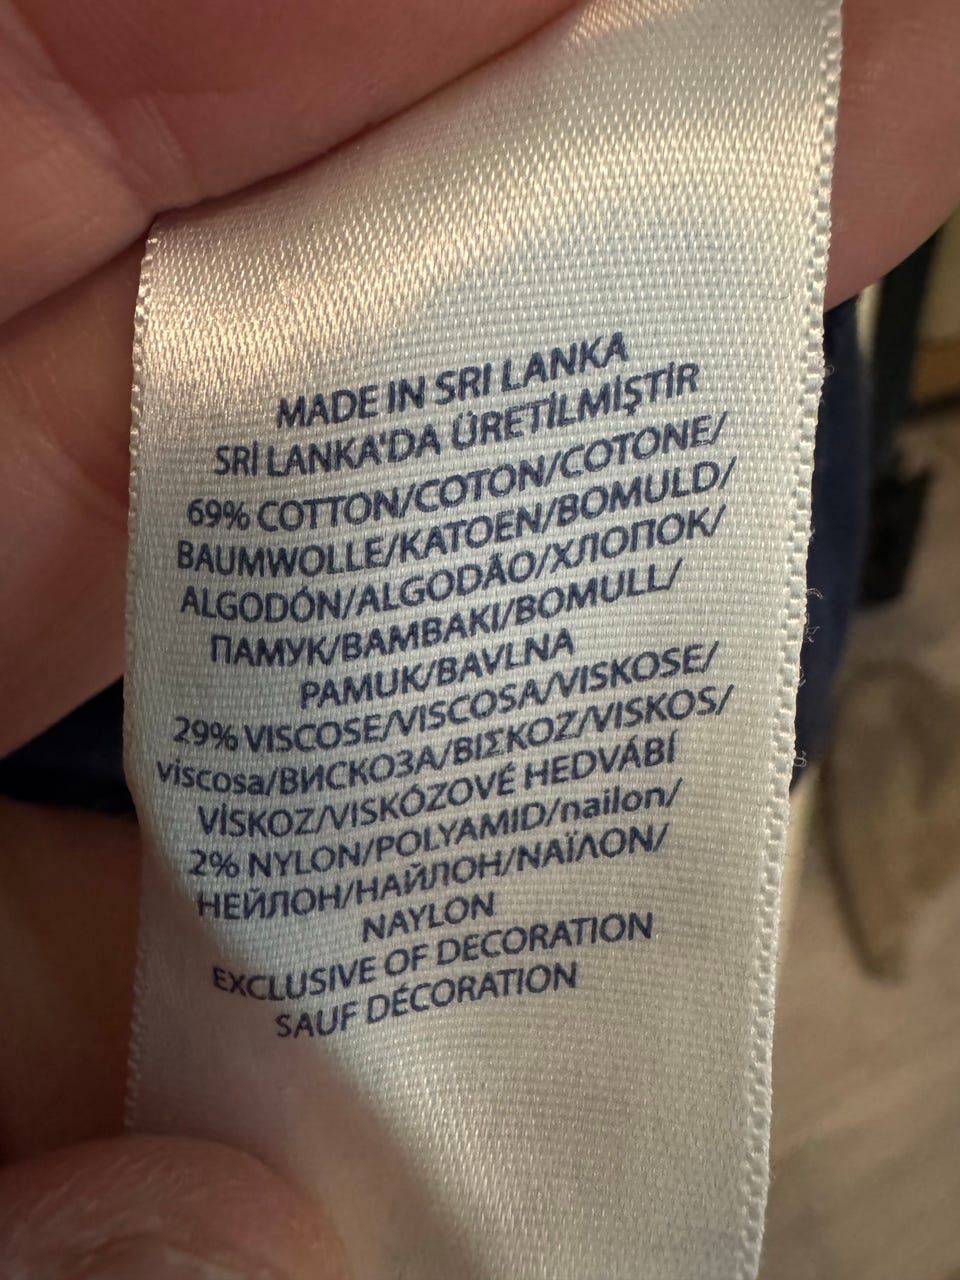 MADE IN SRI LANKA
SRİ LANKA'DA ÜRETİLMİŞTİR
69% COTTON/COTON/COTONE/
BAUMWOLLE/KATOEN/BOMULD/
ALGODÓN/ALGODÃO/ХЛОПОК/
ПАМУК/BAMBAKI/BOMULL/
PAMUK/BAVLNA
29% VISCOSE/VISCOSA/VISKOSE/
viscosa/ВИСКОЗА/ΒΙΣΚΟΖ/VISKOS/
VİSKOZ/VISKÓZOVÉ HEDVÁBÍ
2% NYLON/POLYAMID/nailon/
НЕЙЛОН/НАЙЛОН/ΝΑΪΛΟΝ/
NAYLON
EXCLUSIVE OF DECORATION
SAUF DÉCORATION